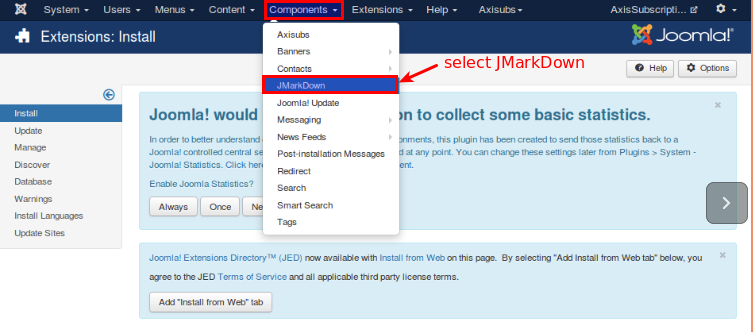 System Users Menus Content Components Extensions Help Axisubs AxisSubscripti...
Extensions: Install Joomla!
Help Options
select JMarkDown
Axisubs
Banners
Contacts
JMarkDown
Joomla! Update
Messaging
News Feeds
Post-installation Messages
Redirect
Search
Smart Search
Tags
Install
Update
Manage
Discover
Database
Warnings
Install Languages
Update Sites
Joomla! would on to collect some basic statistics.
In order to better understand onments, this plugin has been created to send those statistics back to a
Joomla! controlled central se d at any point. You can change these settings later from Plugins > System -
Joomla! Statistics. Click here ent.
Enable Joomla Statistics?
Always Once Ne
Joomla! Extensions Directory™ (JED) now available with Install from Web on this page. By selecting "Add Install from Web tab" below, you
agree to the JED Terms of Service and all applicable third party license terms.
Add "Install from Web" tab